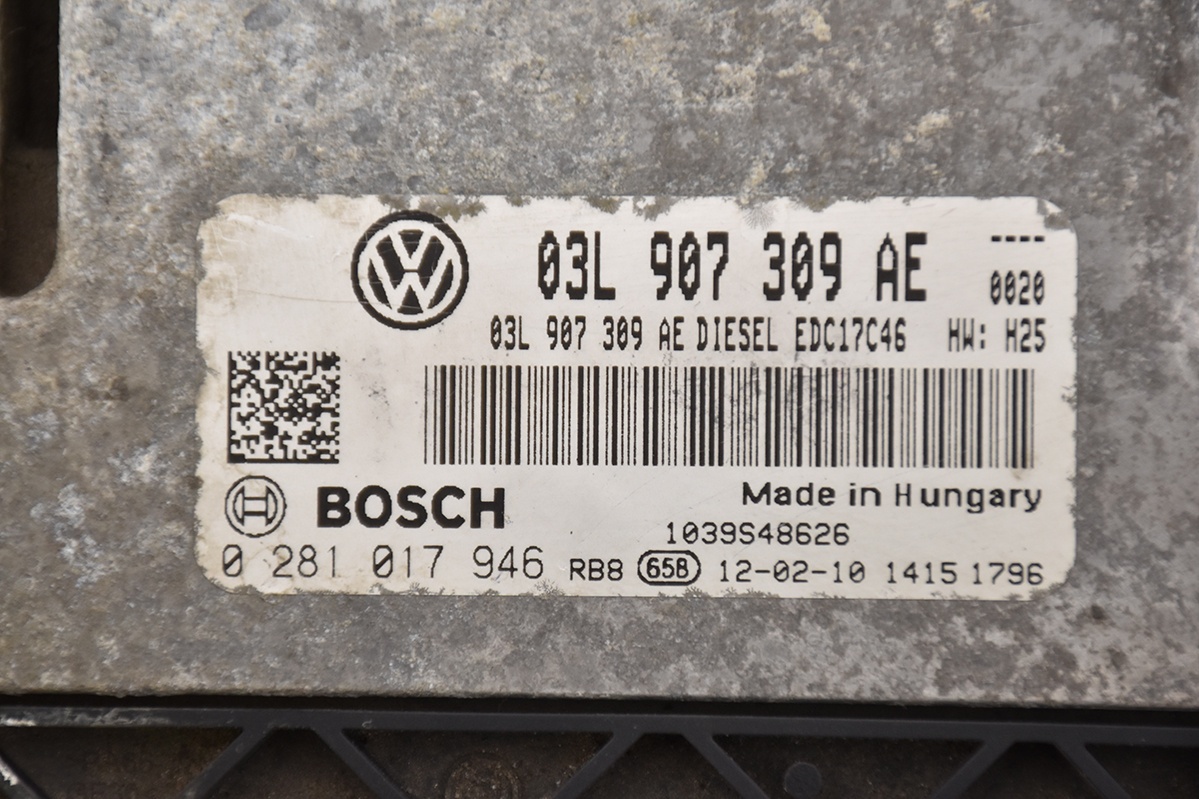 03L 907 309 AE ----
0020
03L 907 309 AE DIESEL EDC17C46 HW: H25
BOSCH Made in Hungary
1039S48626
0 281 017 946 RB8 65B 12-02-10 1415 1796